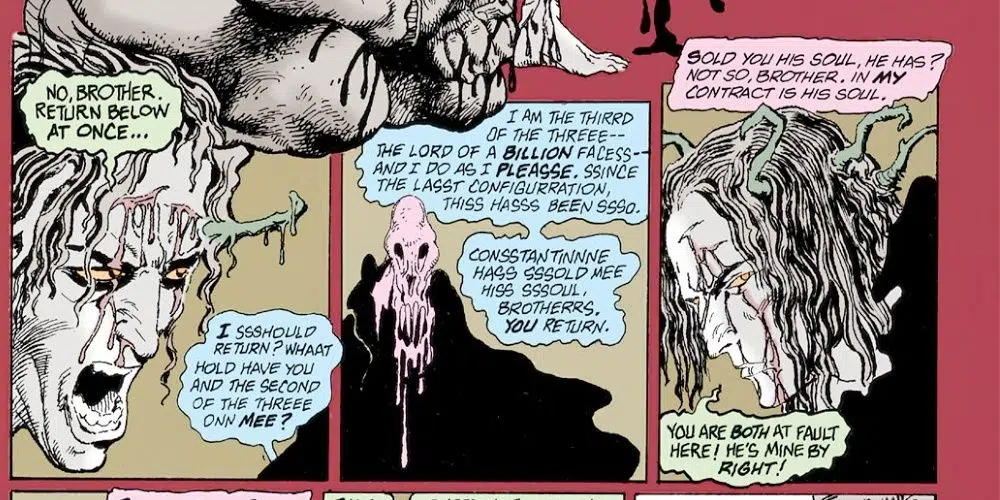 NO, BROTHER.
RETURN BELOW
AT ONCE...
I SSSHOULD
RETURN? WHAAT
HOLD HAVE YOU
AND THE SECOND
OF THE THREEE
ONN MEE?
I AM THE THIRRD
OF THE THREEE--
THE LORD OF A BILLION FACESS--
AND I DO AS I PLEASSE. SSINCE
THE LASST CONFIGURRATION,
THISS HASSS BEEN SSSO.
CONSSTANTINNNE
HASS SSSOLD MEE
HISS SSSOUL,
BROTHERRS.
YOU RETURN.
SOLD YOU HIS SOUL, HE HAS?
NOT SO, BROTHER. IN MY
CONTRACT IS HIS SOUL.
YOU ARE BOTH AT FAULT
HERE! HE'S MINE BY
RIGHT!